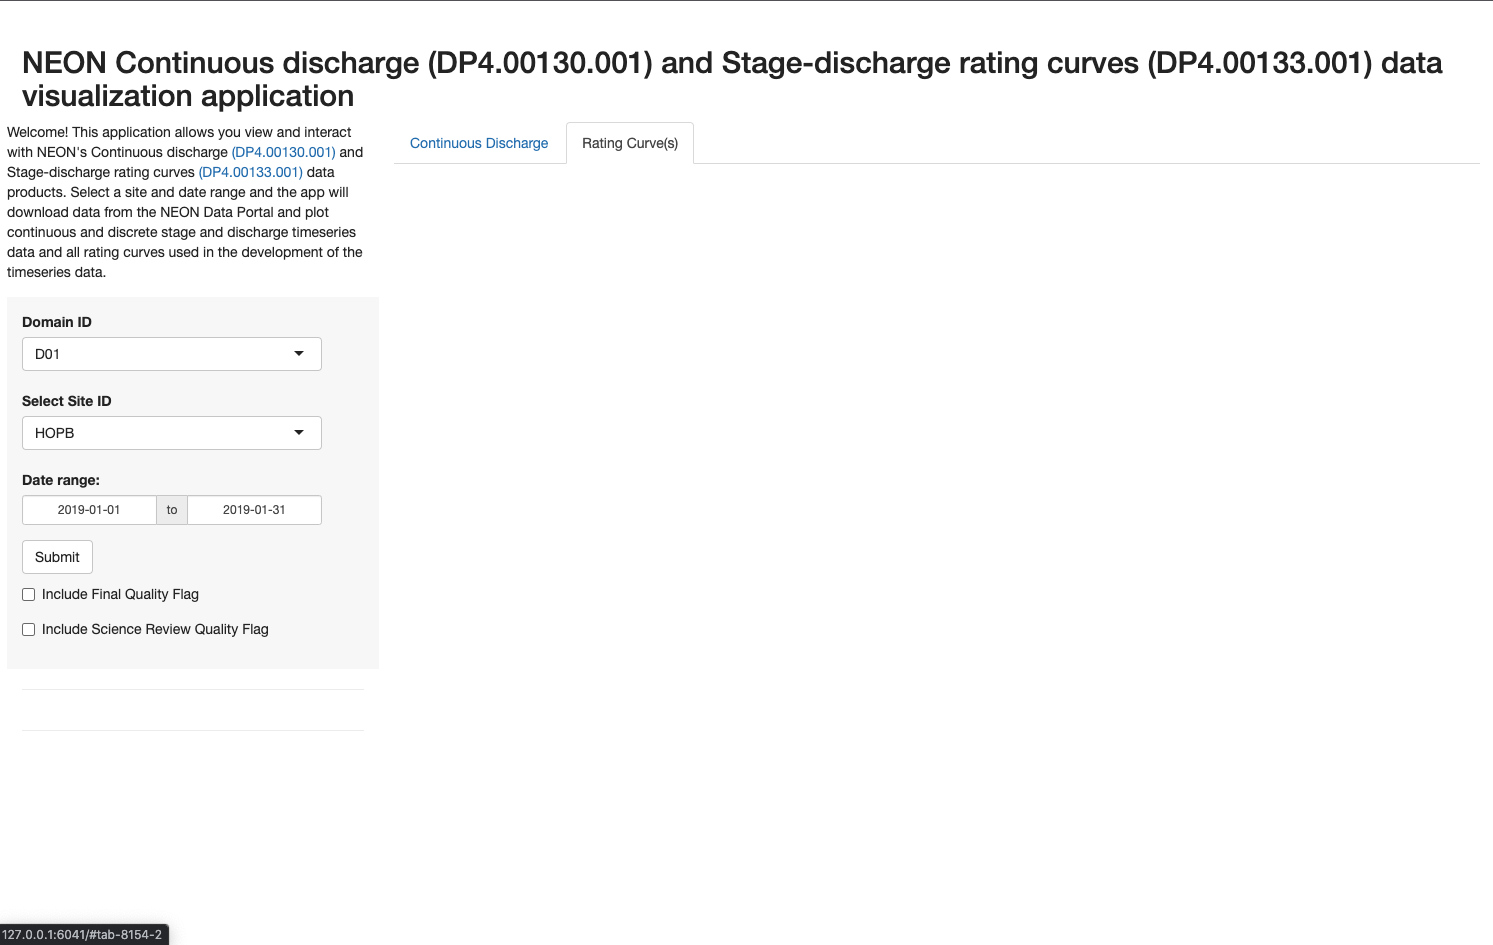 NEON Continuous discharge (DP4.00130.001) and Stage-discharge rating curves (DP4.00133.001) data
visualization application
Welcome! This application allows you view and interact
with NEON's Continuous discharge (DP4.00130.001) and
Stage-discharge rating curves (DP4.00133.001) data
products. Select a site and date range and the app will
download data from the NEON Data Portal and plot
continuous and discrete stage and discharge timeseries
data and all rating curves used in the development of the
timeseries data.
Continuous Discharge
Rating Curve(s)
Domain ID
D01
Select Site ID
HOPB
Date range:
2019-01-01 to 2019-01-31
Submit
Include Final Quality Flag
Include Science Review Quality Flag
127.0.0.1:6041/#tab-8154-2